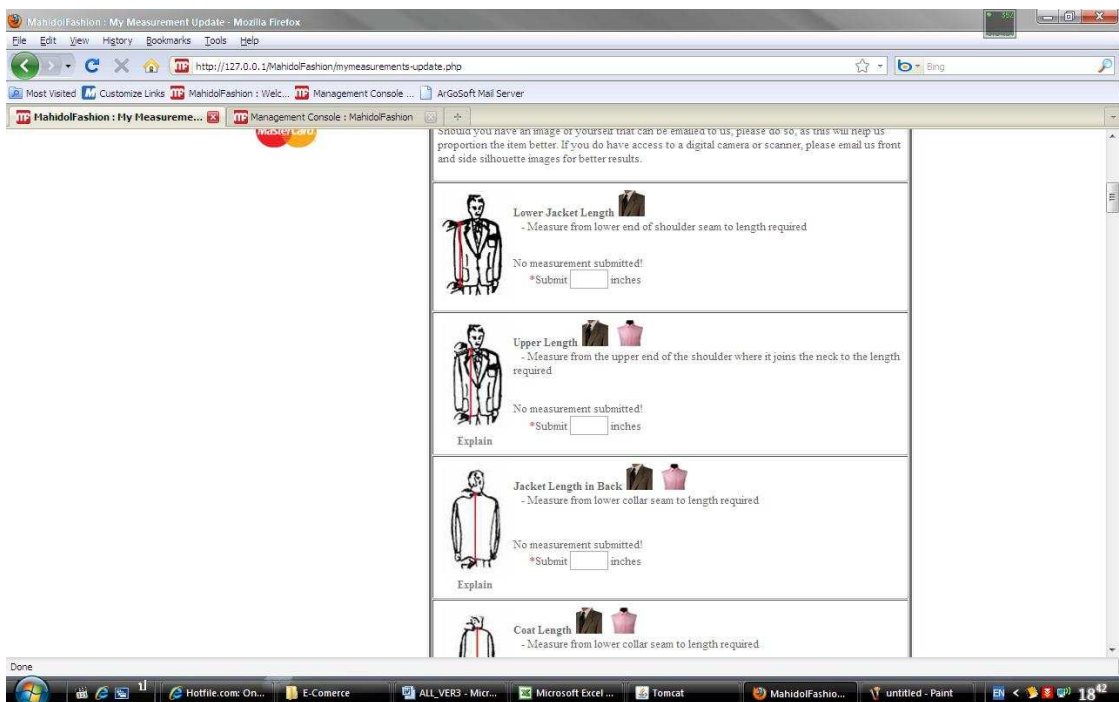 MahidolFashion : My Measurement Update - Mozilla Firefox
File Edit View History Bookmarks Tools Help
http://127.0.0.1/MahidolFashion/mymeasurements-update.php
Bing
Most Visited Customize Links MahidolFashion : Welc... Management Console ... ArGoSoft Mail Server
MahidolFashion : My Measureme... Management Console : MahidolFashion
MasterCard
Should you have an image of yourself that can be emailed to us, please do so, as this will help us
proportion the item better. If you do have access to a digital camera or scanner, please email us front
and side silhouette images for better results.
Lower Jacket Length
- Measure from lower end of shoulder seam to length required
No measurement submitted!
*Submit inches
Upper Length
- Measure from the upper end of the shoulder where it joins the neck to the length
required
No measurement submitted!
*Submit inches
Explain
Jacket Length in Back
- Measure from lower collar seam to length required
No measurement submitted!
*Submit inches
Explain
Coat Length
- Measure from lower collar seam to length required
Done
Hotfile.com: On... E-Comerce ALL_VER3 - Micr... Microsoft Excel ... Tomcat MahidolFashio... untitled - Paint EN 18 42